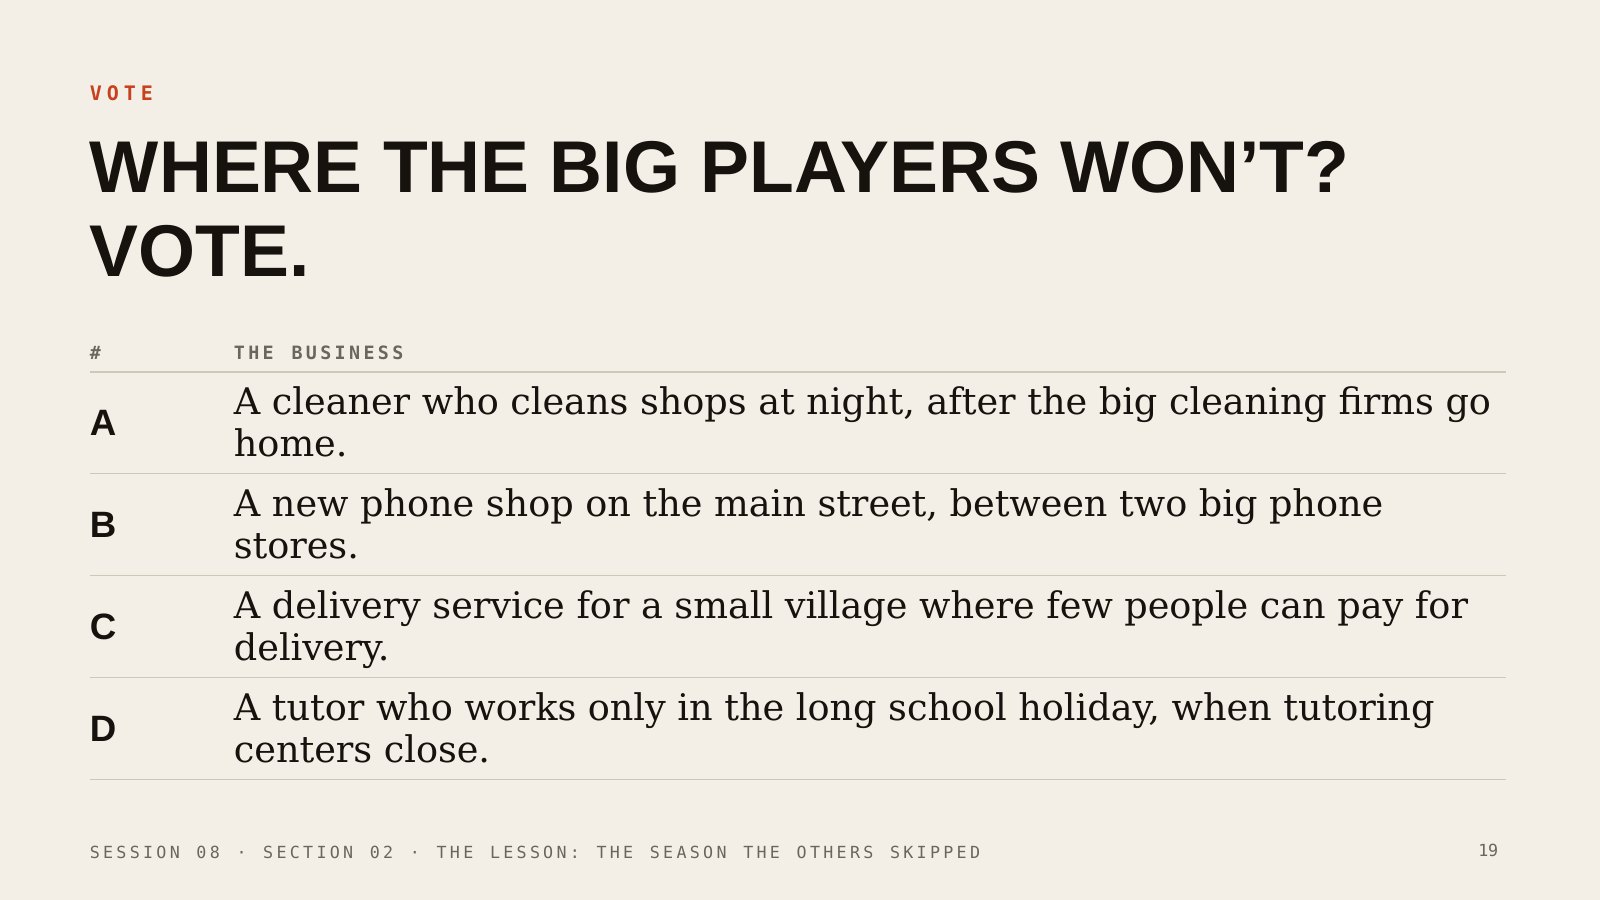 VOTE
WHERE THE BIG PLAYERS WON’T?
VOTE.
# THE BUSINESS
A A cleaner who cleans shops at night, after the big cleaning firms go
home.
B A new phone shop on the main street, between two big phone
stores.
C A delivery service for a small village where few people can pay for
delivery.
D A tutor who works only in the long school holiday, when tutoring
centers close.
SESSION 08 · SECTION 02 · THE LESSON: THE SEASON THE OTHERS SKIPPED 19